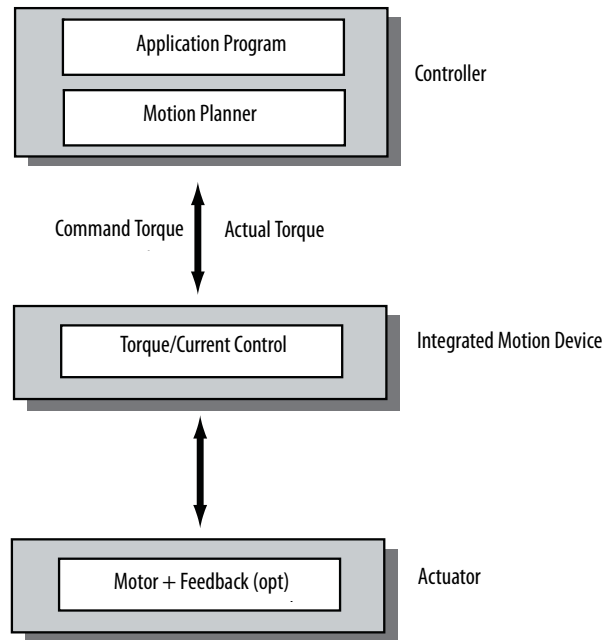 Application Program
Controller
Motion Planner
Command Torque
Actual Torque
Torque/Current Control
Integrated Motion Device
Motor + Feedback (opt)
Actuator